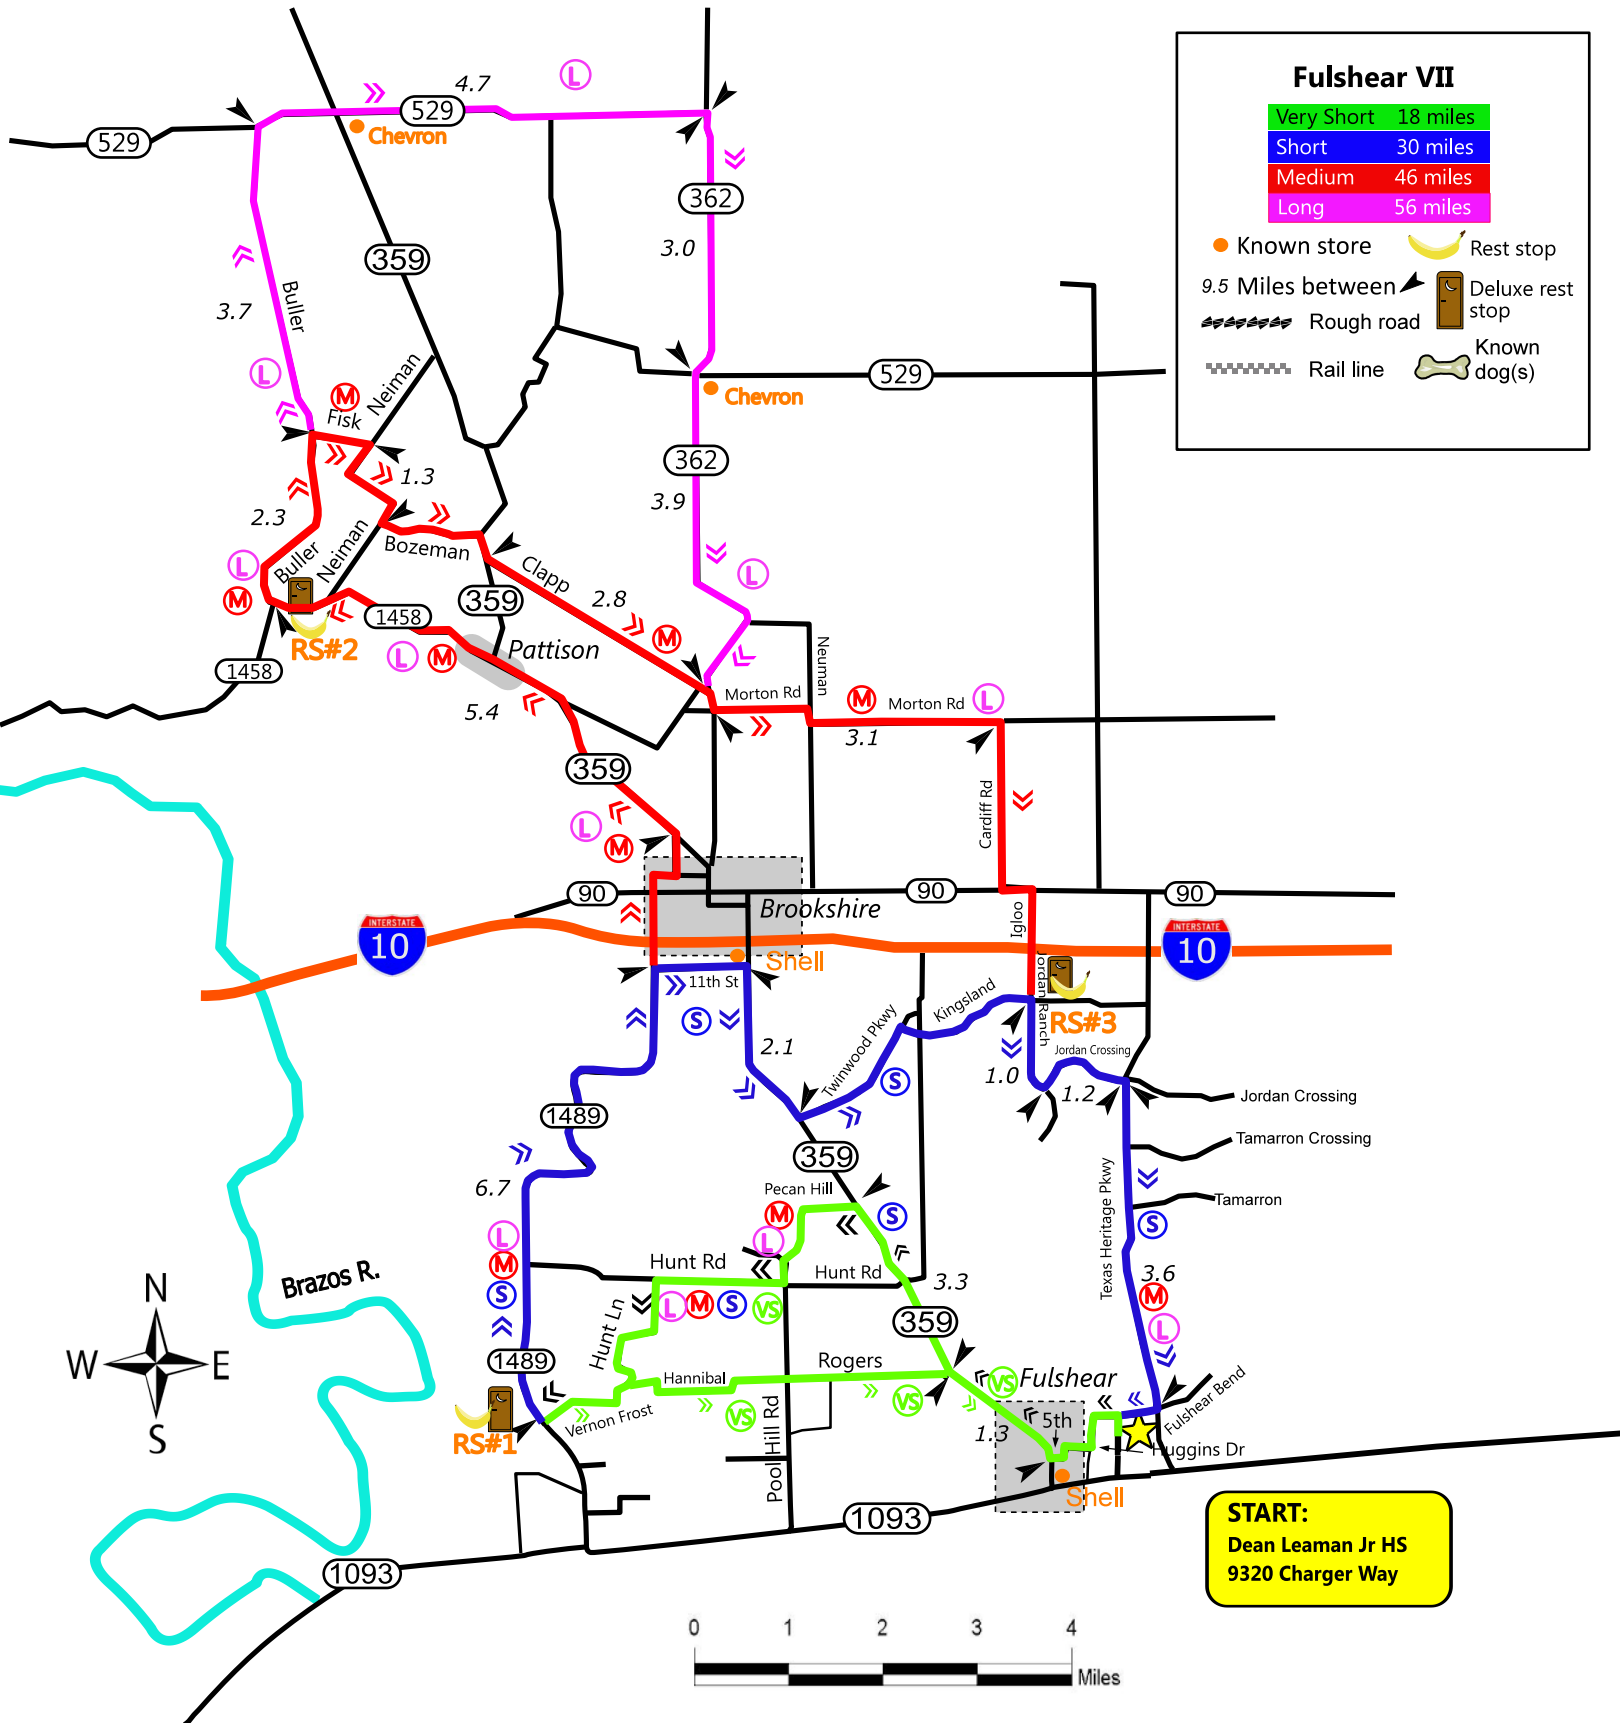 Fulshear VII
Very Short 18 miles
Short 30 miles
Medium 46 miles
Long 56 miles
Known store
Rest stop
9.5 Miles between
Deluxe rest
stop
Rough road
Rail line
Known
dog(s)
4.7
L
529
529
Chevron
362
3.0
359
Buller
3.7
L
M
Fisk
Neiman
529
Chevron
362
3.9
1.3
2.3
Bozeman
Neiman
Buller
L
M
Clapp
2.8
M
L
359
1458
RS#2
L
M
Pattison
1458
5.4
Morton Rd
Neuman
M
Morton Rd
L
3.1
359
Cardiff Rd
L
M
90
90
90
Brookshire
Igloo
INTERSTATE
10
INTERSTATE
10
Shell
11th St
S
Jordan Ranch
Kingsland
RS#3
Twinwood Pkwy
2.1
S
1.0
Jordan Crossing
1.2
Jordan Crossing
1489
Tamarron Crossing
359
6.7
Pecan Hill
Tamarron
Texas Heritage Pkwy
S
M
L
S
L
M
S
Hunt Rd
Hunt Rd
3.3
3.6
M
L
L
M
S
VS
Brazos R.
N
W
E
S
359
Hunt Ln
1489
Rogers
Hannibal
VS
VS
VS
Fulshear
Fulshear Bend
RS#1
Vernon Frost
Pool Hill Rd
1.3
5th
Huggins Dr
Shell
1093
1093
START:
Dean Leaman Jr HS
9320 Charger Way
0 1 2 3 4
Miles